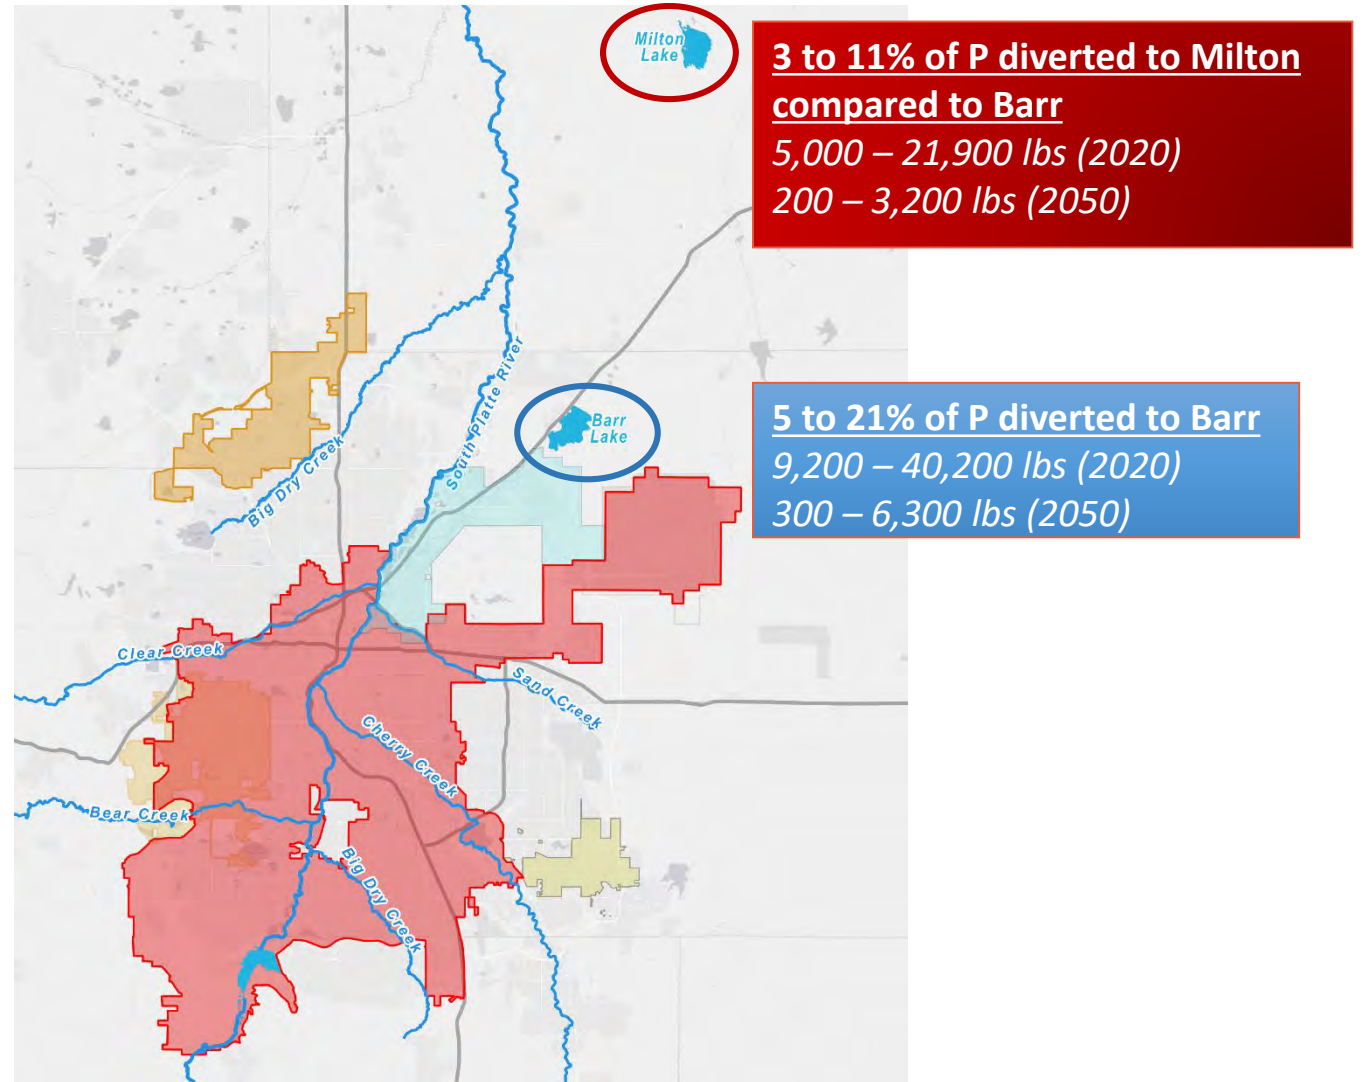 Milton
Lake
3 to 11% of P diverted to Milton
compared to Barr
5,000 – 21,900 lbs (2020)
200 – 3,200 lbs (2050)
South Platte River
Barr
Lake
5 to 21% of P diverted to Barr
9,200 – 40,200 lbs (2020)
300 – 6,300 lbs (2050)
Big Dry Creek
Clear Creek
Sand Creek
Cherry Creek
Bear Creek
Big Dry Creek